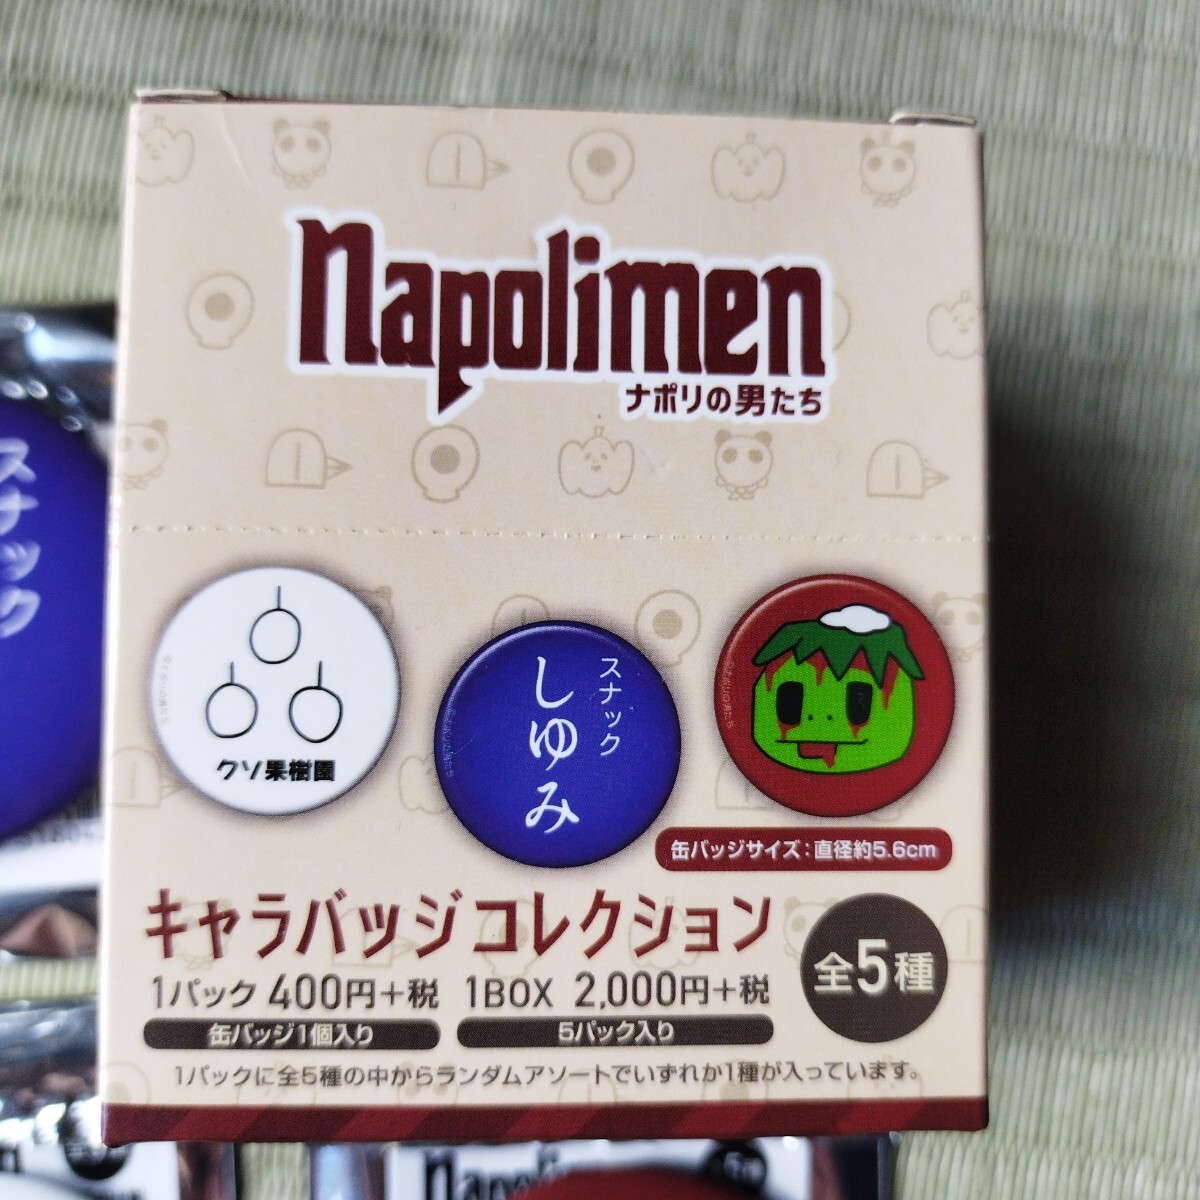 Napolimen
ナポリの男たち
クソ果樹園
スナック
しゆみ
缶バッジサイズ：直径約5.6cm
キャラバッジコレクション
全5種
1パック 400円+税
缶バッジ1個入り
1BOX 2,000円+税
5パック入り
1パックに全5種の中からランダムアソートでいずれか1種が入っています。
スナック
Napolimen